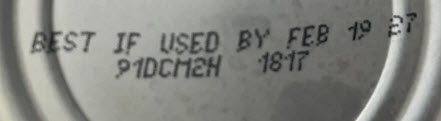 BEST IF USED BY FEB 19 27
91DCM2H 1817